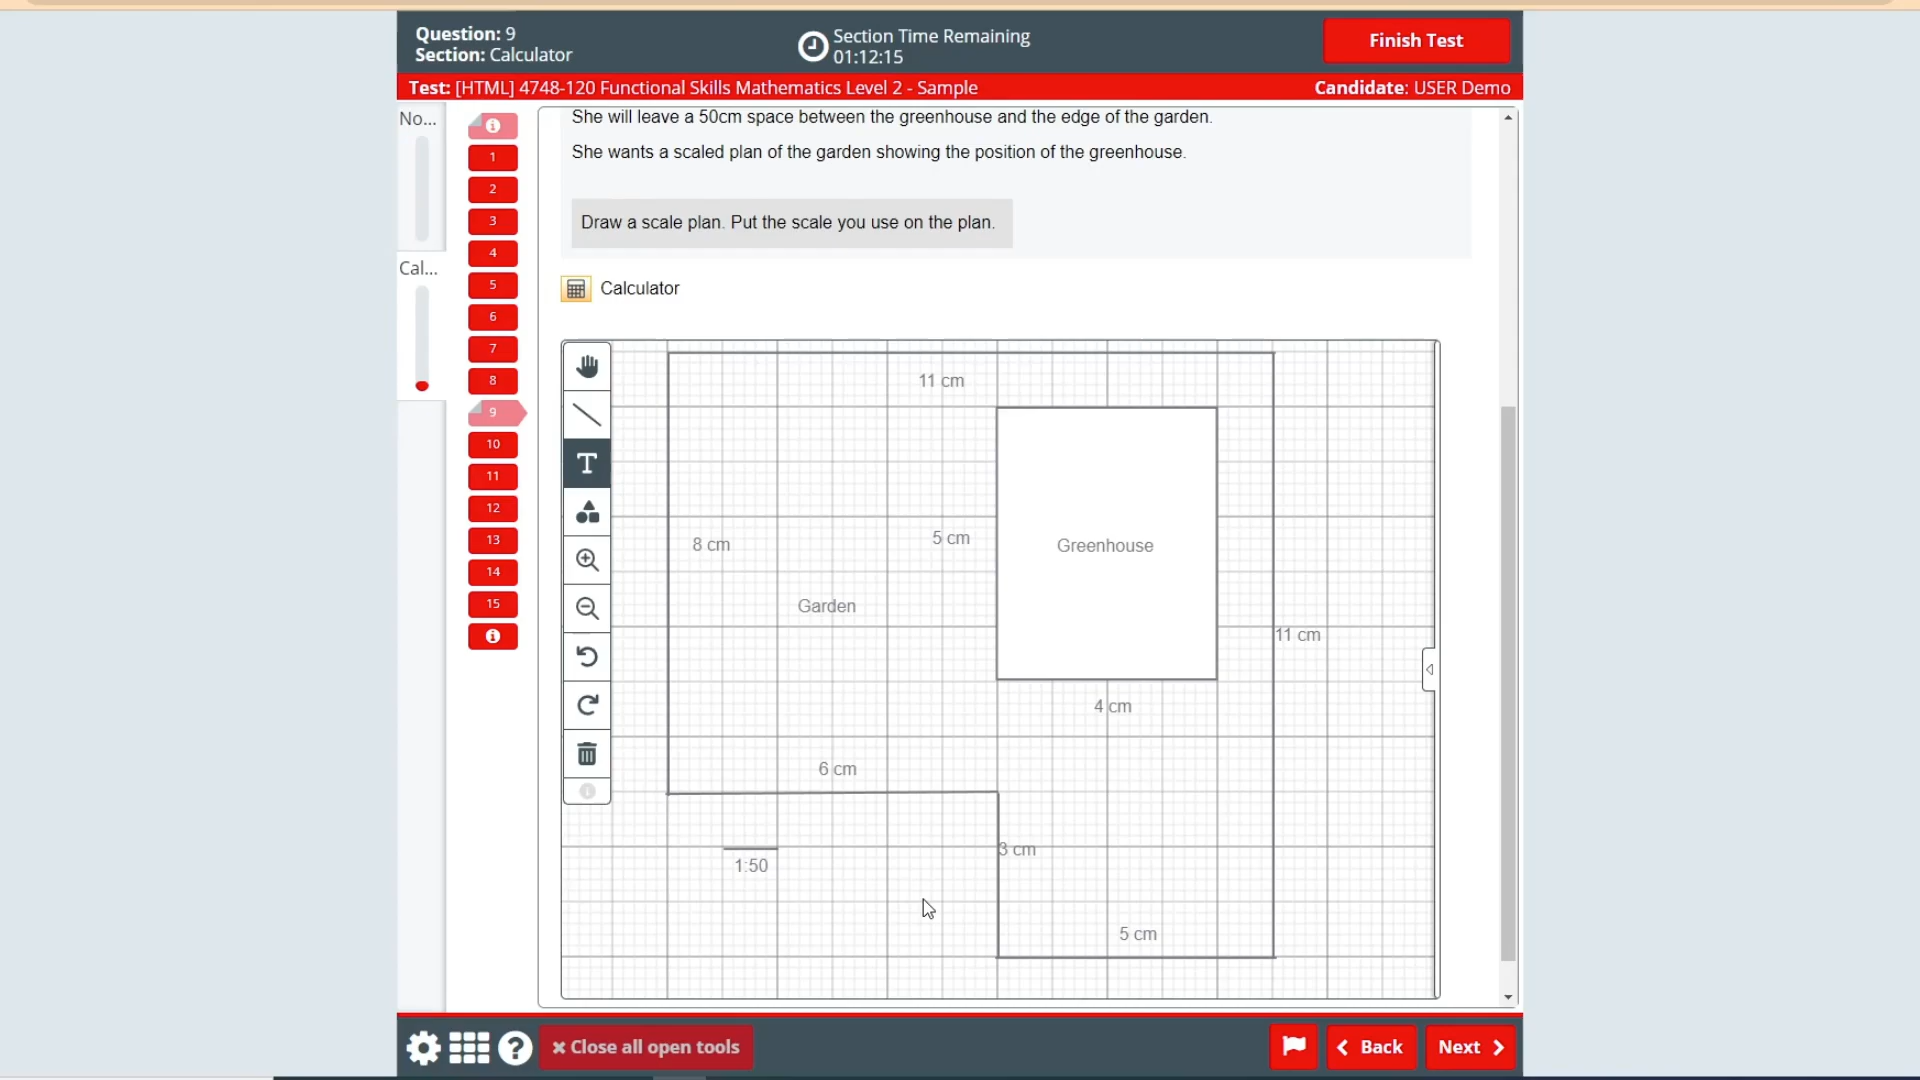 Question: 9
Section: Calculator
Section Time Remaining
01:12:15
Finish Test
Test: [HTML] 4748-120 Functional Skills Mathematics Level 2 - Sample
Candidate: USER Demo
No...
Cal...
1
2
3
4
5
6
7
8
9
10
11
12
13
14
15
She will leave a 50cm space between the greenhouse and the edge of the garden.
She wants a scaled plan of the garden showing the position of the greenhouse.
Draw a scale plan. Put the scale you use on the plan.
Calculator
11 cm
8 cm
5 cm
Greenhouse
Garden
11 cm
4 cm
6 cm
3 cm
1:50
5 cm
Close all open tools
Back
Next